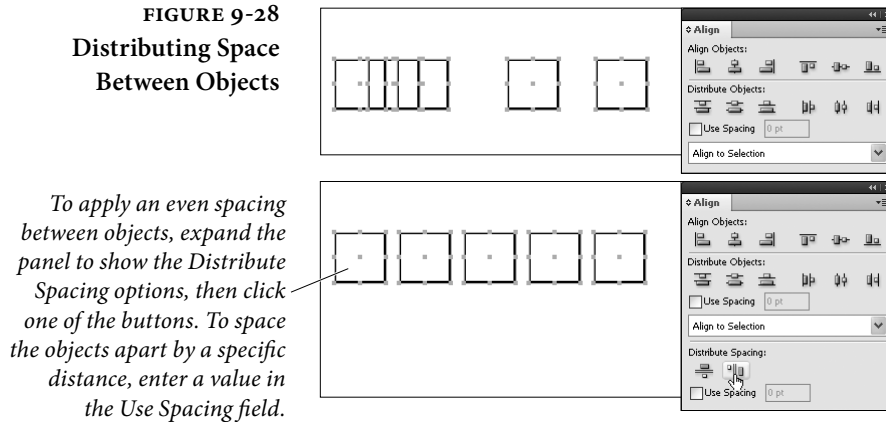 FIGURE 9-28
Distributing Space
Between Objects
Align
Align Objects:
Distribute Objects:
Use Spacing 0 pt
Align to Selection
To apply an even spacing
between objects, expand the
panel to show the Distribute
Spacing options, then click
one of the buttons. To space
the objects apart by a specific
distance, enter a value in
the Use Spacing field.
Align
Align Objects:
Distribute Objects:
Use Spacing 0 pt
Align to Selection
Distribute Spacing:
Use Spacing 0 pt